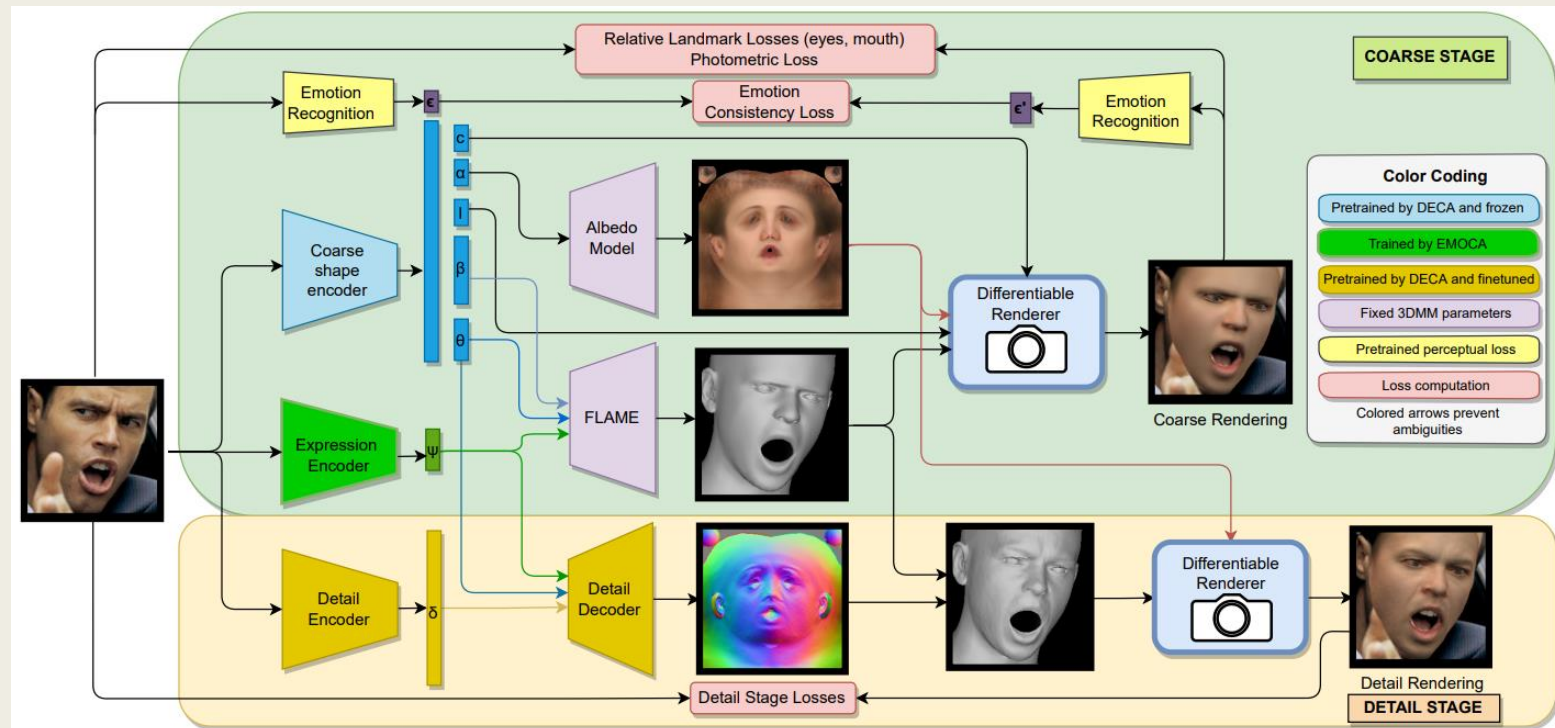 Relative Landmark Losses (eyes, mouth)
Photometric Loss
COARSE STAGE
Emotion
Recognition
ϵ
Emotion
Consistency Loss
ϵ'
Emotion
Recognition
c
α
l
β
θ
Coarse
shape
encoder
Albedo
Model
Differentiable
Renderer
Coarse Rendering
Color Coding
Pretrained by DECA and frozen
Trained by EMOCA
Pretrained by DECA and finetuned
Fixed 3DMM parameters
Pretrained perceptual loss
Loss computation
Colored arrows prevent
ambiguities
Expression
Encoder
ψ
FLAME
Detail
Encoder
δ
Detail
Decoder
Differentiable
Renderer
Detail Rendering
Detail Stage Losses
DETAIL STAGE